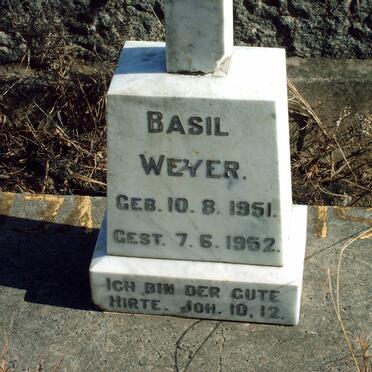 BASIL
WEYER.
GEB. 10. 8. 1951.
GEST. 7. 6. 1952.
ICH BIN DER GUTE
HIRTE. JOH. 10, 12.